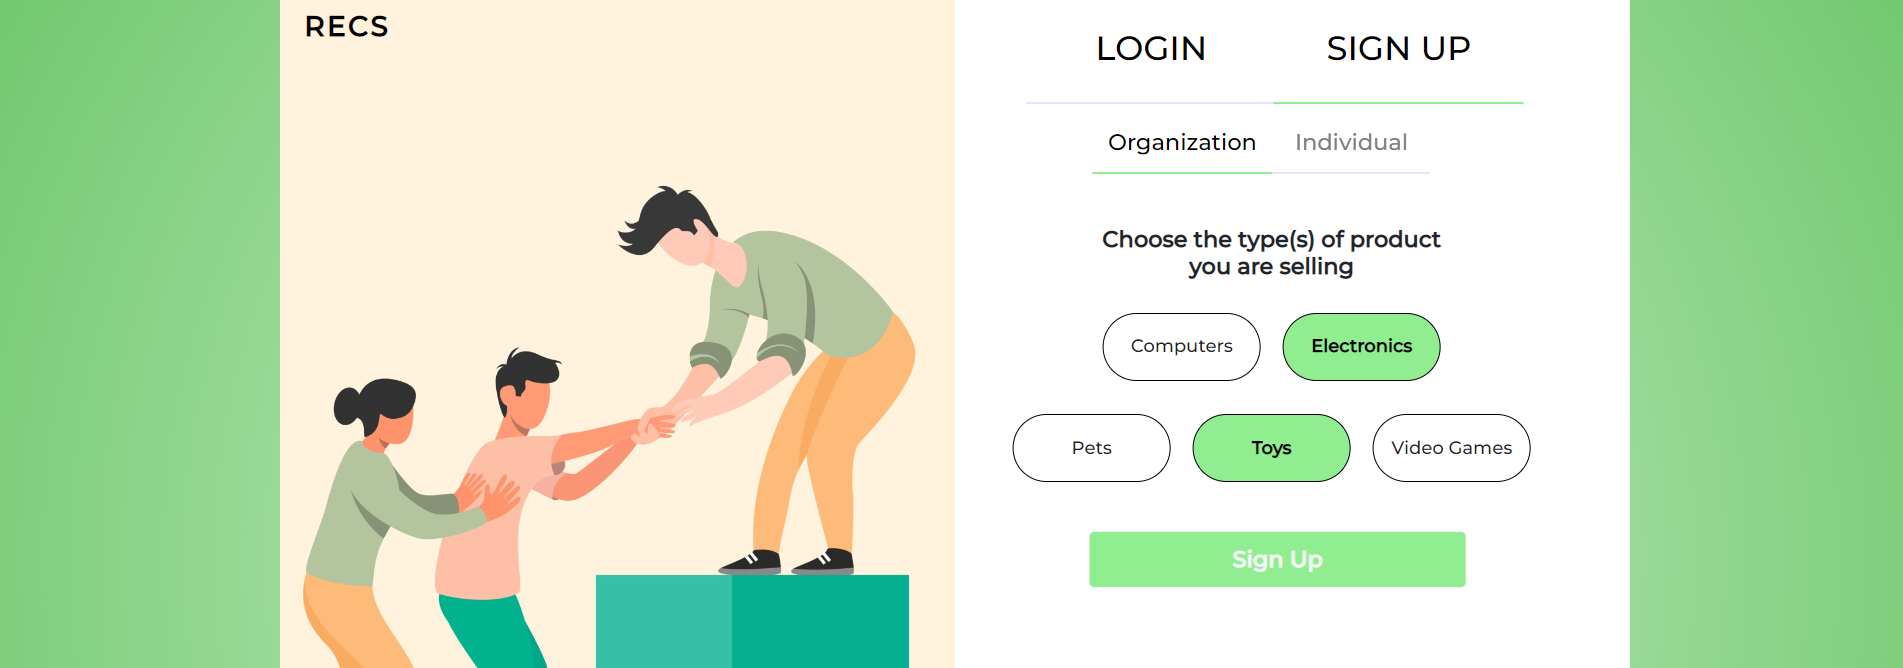 RECS
LOGIN SIGN UP
Organization Individual
Choose the type(s) of product
you are selling
Computers Electronics
Pets Toys Video Games
Sign Up